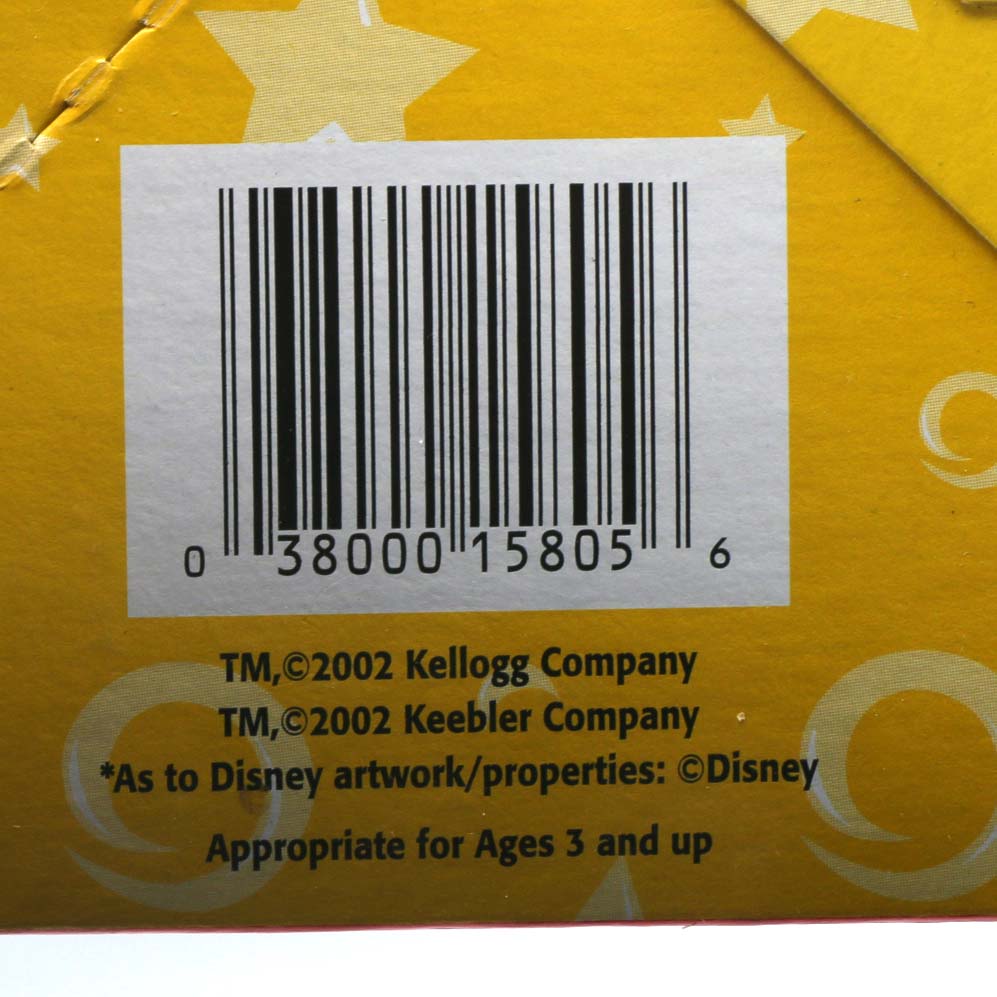 0 38000 15805 6
TM,©2002 Kellogg Company
TM,©2002 Keebler Company
*As to Disney artwork/properties: ©Disney
Appropriate for Ages 3 and up